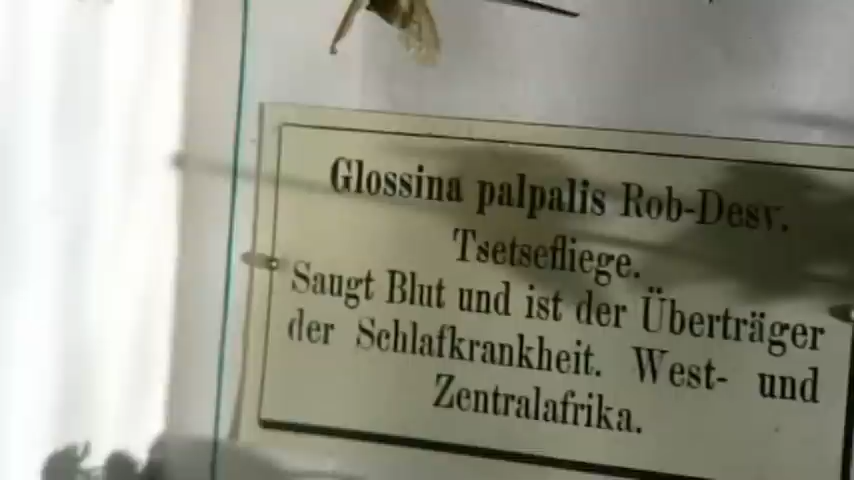 Glossina palpalis Rob-Desv.
Tsetsefliege.
Saugt Blut und ist der Überträger
der Schlafkrankheit. West- und
Zentralafrika.